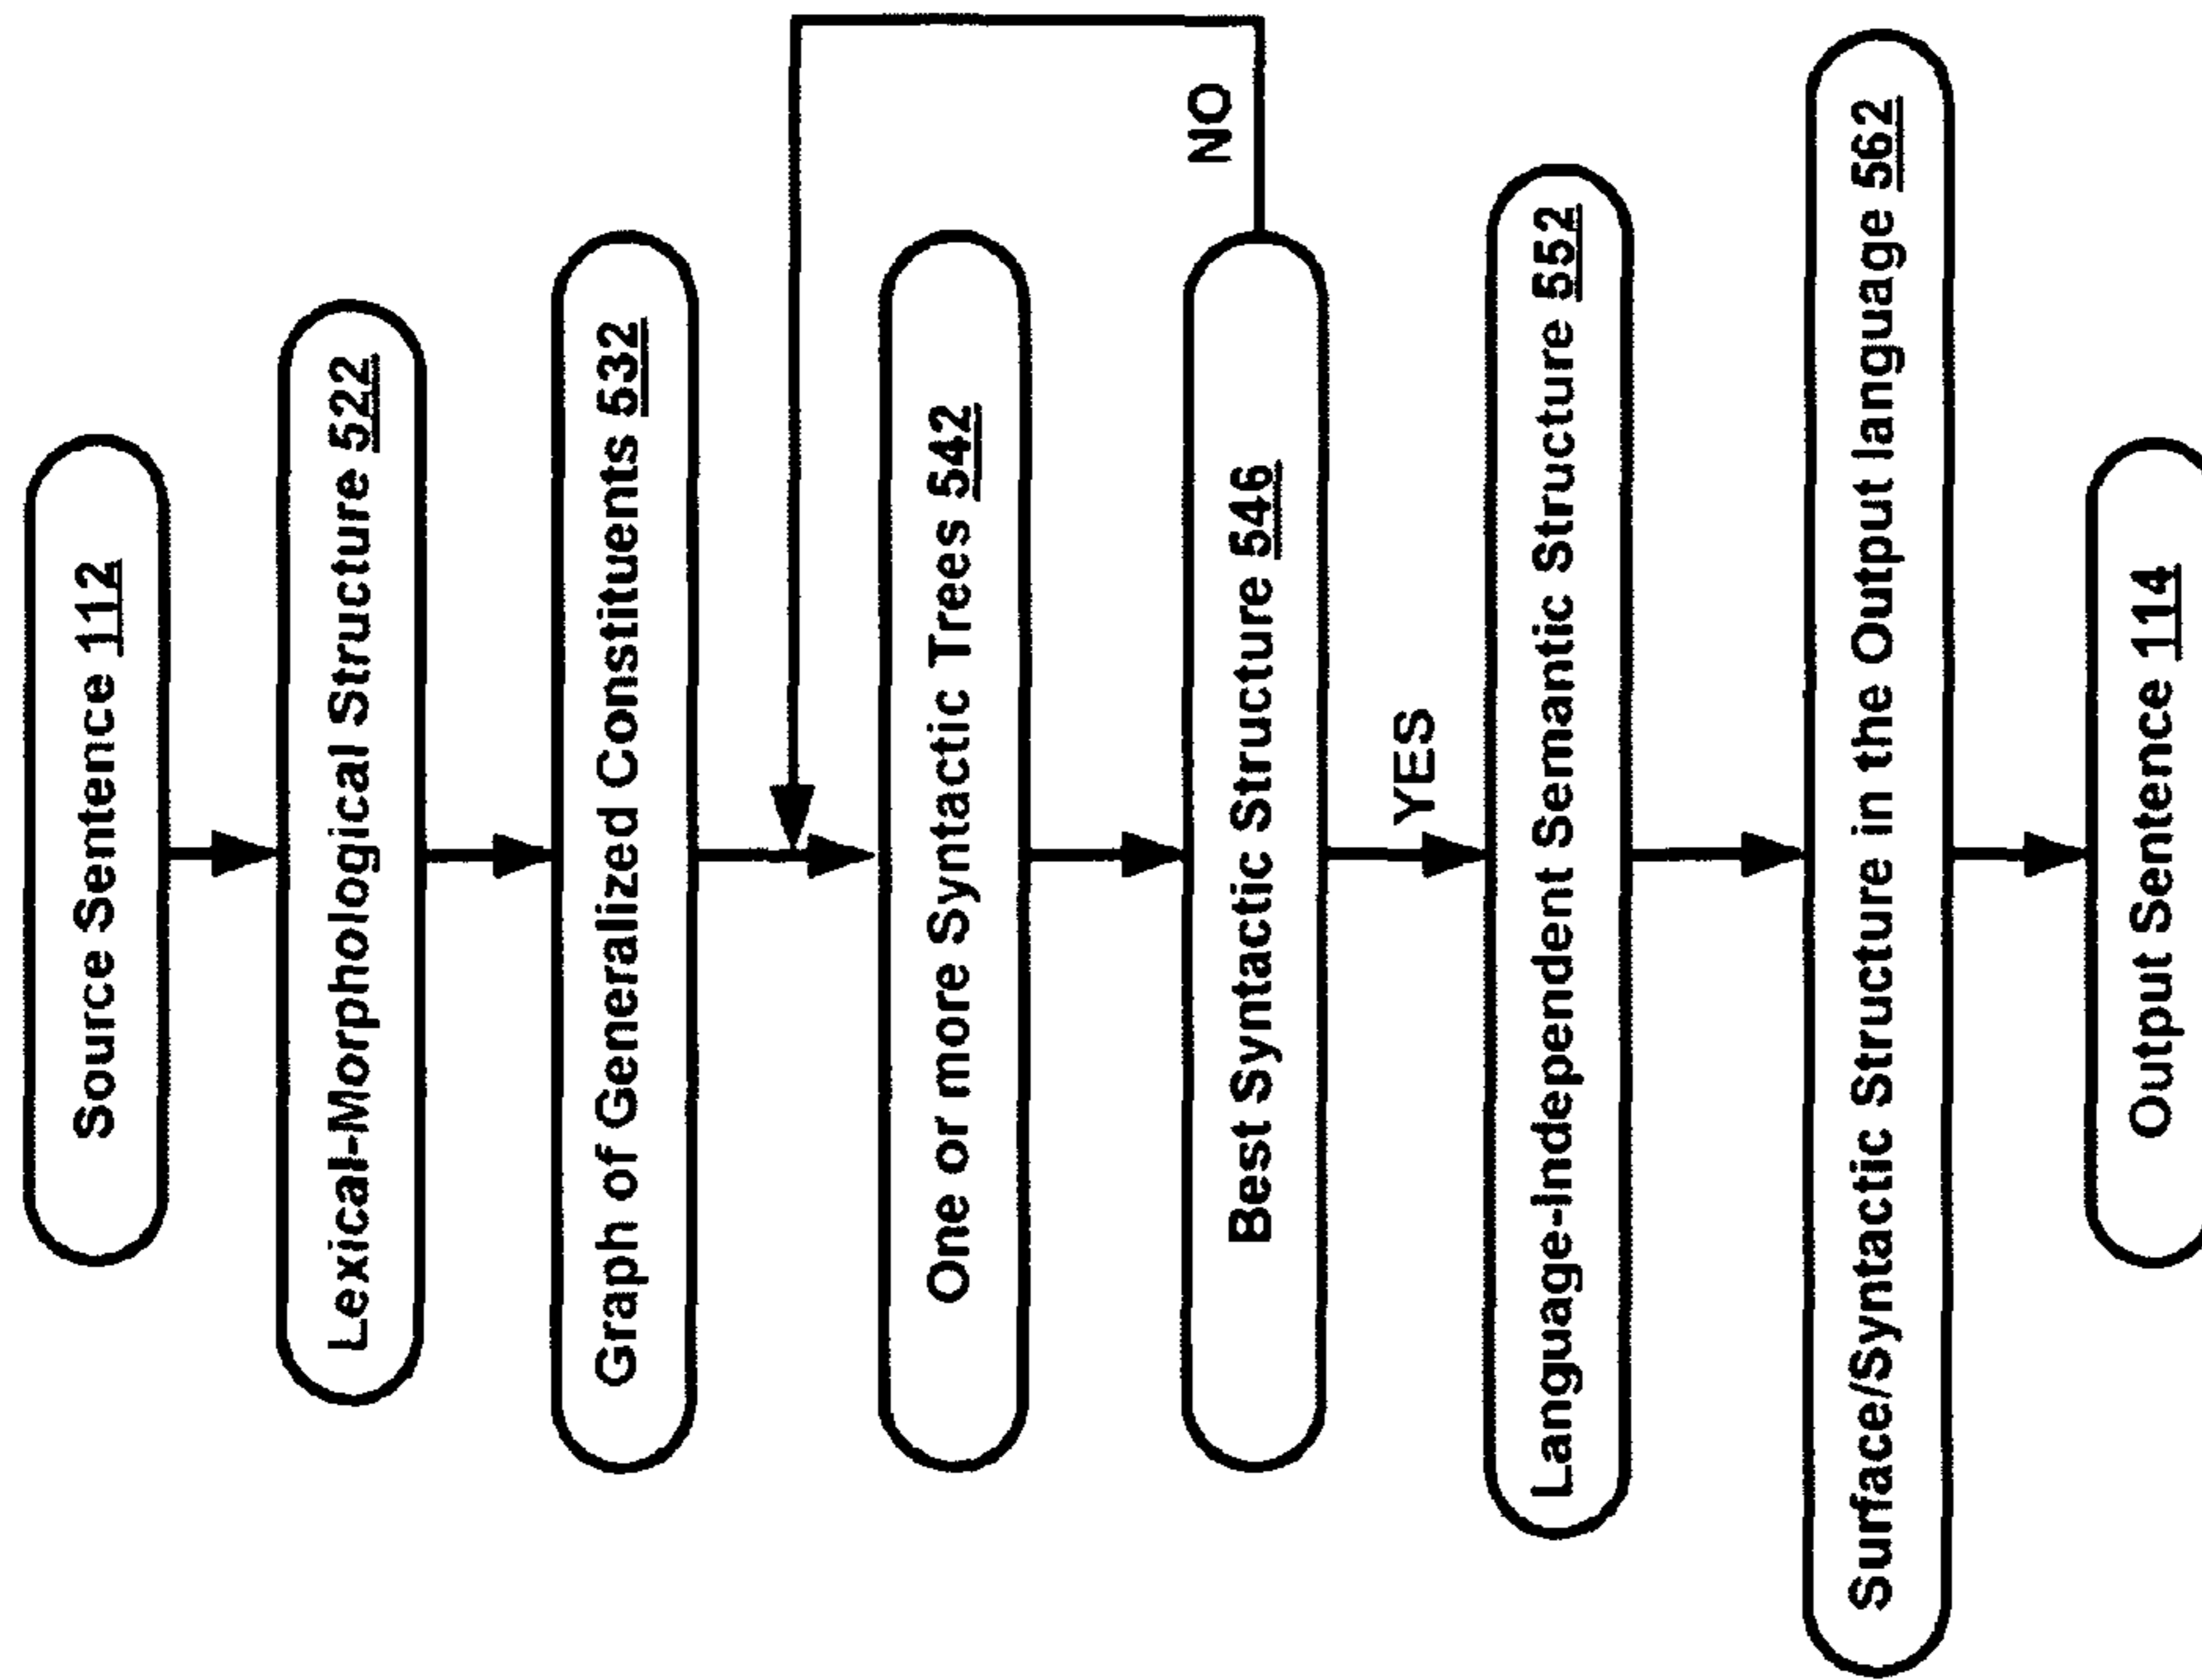 Source Sentence 112
Lexical-Morphological Structure 522
Graph of Generalized Constituents 532
One or more Syntactic Trees 542
Best Syntactic Structure 546
NO
YES
Language-Independent Semantic Structure 552
Surface/Syntactic Structure in the Output language 562
Output Sentence 114